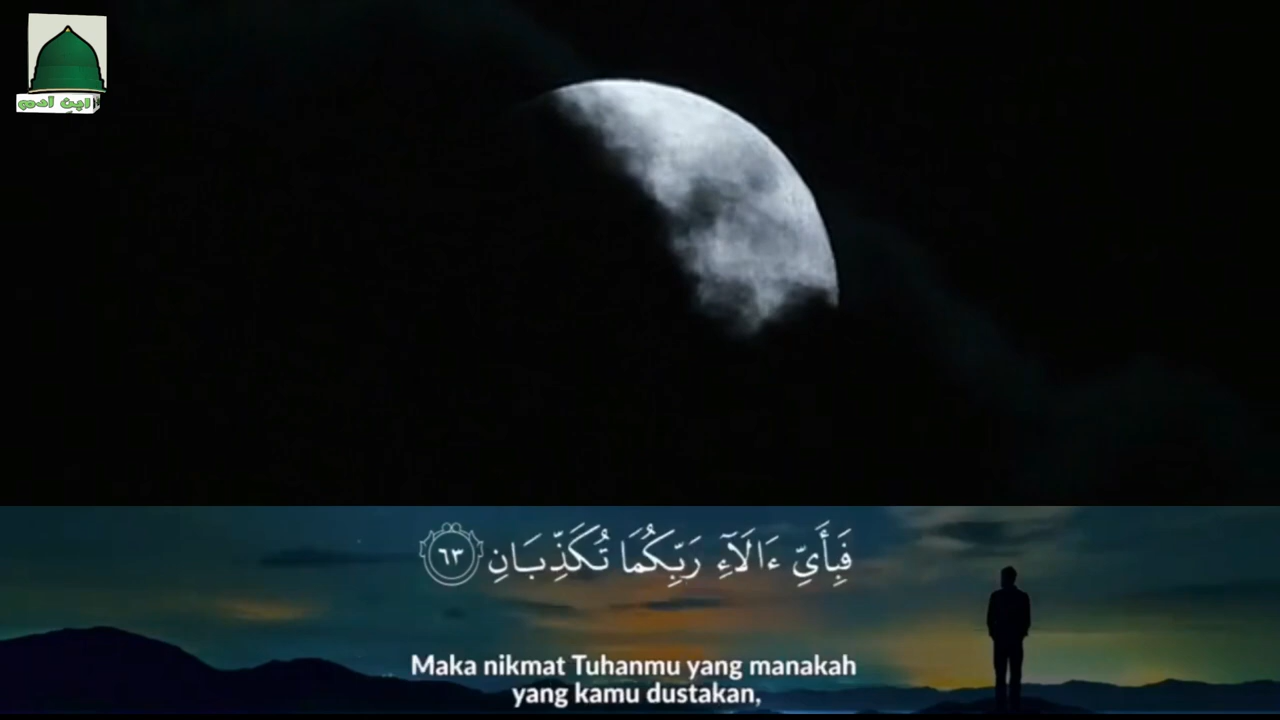 فَبِأَيِّ ءَالَآءِ رَبِّكُمَا تُكَذِّبَانِ ٦٣
Maka nikmat Tuhanmu yang manakah
yang kamu dustakan,